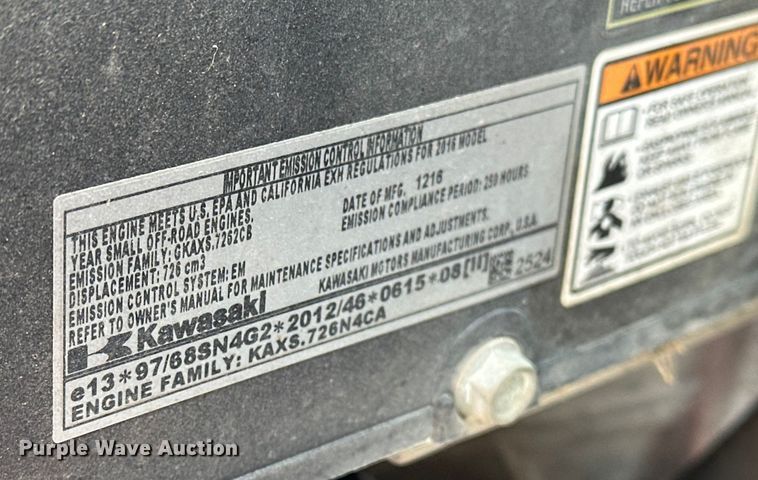 IMPORTANT EMISSION CONTROL INFORMATION
THIS ENGINE MEETS U.S. EPA AND CALIFORNIA EXH REGULATIONS FOR 2016 MODEL
YEAR SMALL OFF-ROAD ENGINES.
EMISSION FAMILY: GKAXS.7262CB
DATE OF MFG. 1216
DISPLACEMENT: 726 cm3
EMISSION COMPLIANCE PERIOD: 250 HOURS
EMISSION CONTROL SYSTEM: EM
REFER TO OWNER'S MANUAL FOR MAINTENANCE SPECIFICATIONS AND ADJUSTMENTS.
Kawasaki
KAWASAKI MOTORS MANUFACTURING CORP., U.S.A.
e13*97/68SN4G2*2012/46*0615*08[11]
2524
ENGINE FAMILY: KAXS.726N4CA
WARNING
Purple Wave Auction